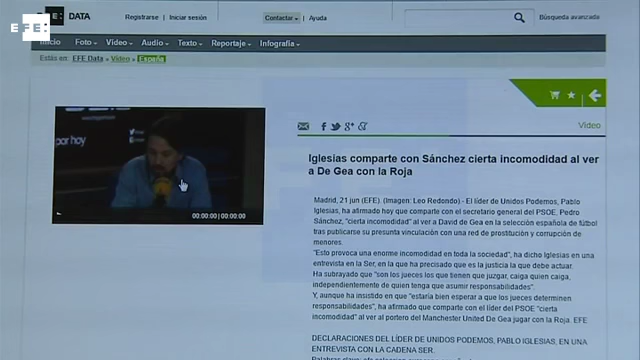 EFE:
EFE: DATA
Registrarse | Iniciar sesión
Contactar | Ayuda
Búsqueda avanzada
Inicio Foto Vídeo Audio Texto Reportaje Infografía
Estás en: EFE Data » Vídeo » España
por hoy
00:00:00 | 00:00:00
Vídeo
Iglesias comparte con Sánchez cierta incomodidad al ver
a De Gea con la Roja
Madrid, 21 jun (EFE). (Imagen: Leo Redondo).- El líder de Unidos Podemos, Pablo
Iglesias, ha afirmado hoy que comparte con el secretario general del PSOE, Pedro
Sánchez, "cierta incomodidad" al ver a David de Gea en la selección española de fútbol
tras publicarse su presunta vinculación con una red de prostitución y corrupción de
menores.
"Esto provoca una enorme incomodidad en toda la sociedad", ha dicho Iglesias en una
entrevista en la Ser, en la que ha precisado que es la justicia la que debe actuar.
Ha subrayado que "son los jueces los que tienen que juzgar, caiga quien caiga,
independientemente de quien tenga que asumir responsabilidades".
Y, aunque ha insistido en que "estaría bien esperar a que los jueces determinen
responsabilidades", ha afirmado que comparte con el líder del PSOE "cierta
incomodidad" al ver al portero del Manchester United De Gea jugar con la Roja. EFE
DECLARACIONES DEL LÍDER DE UNIDOS PODEMOS, PABLO IGLESIAS, EN UNA
ENTREVISTA CON LA CADENA SER.